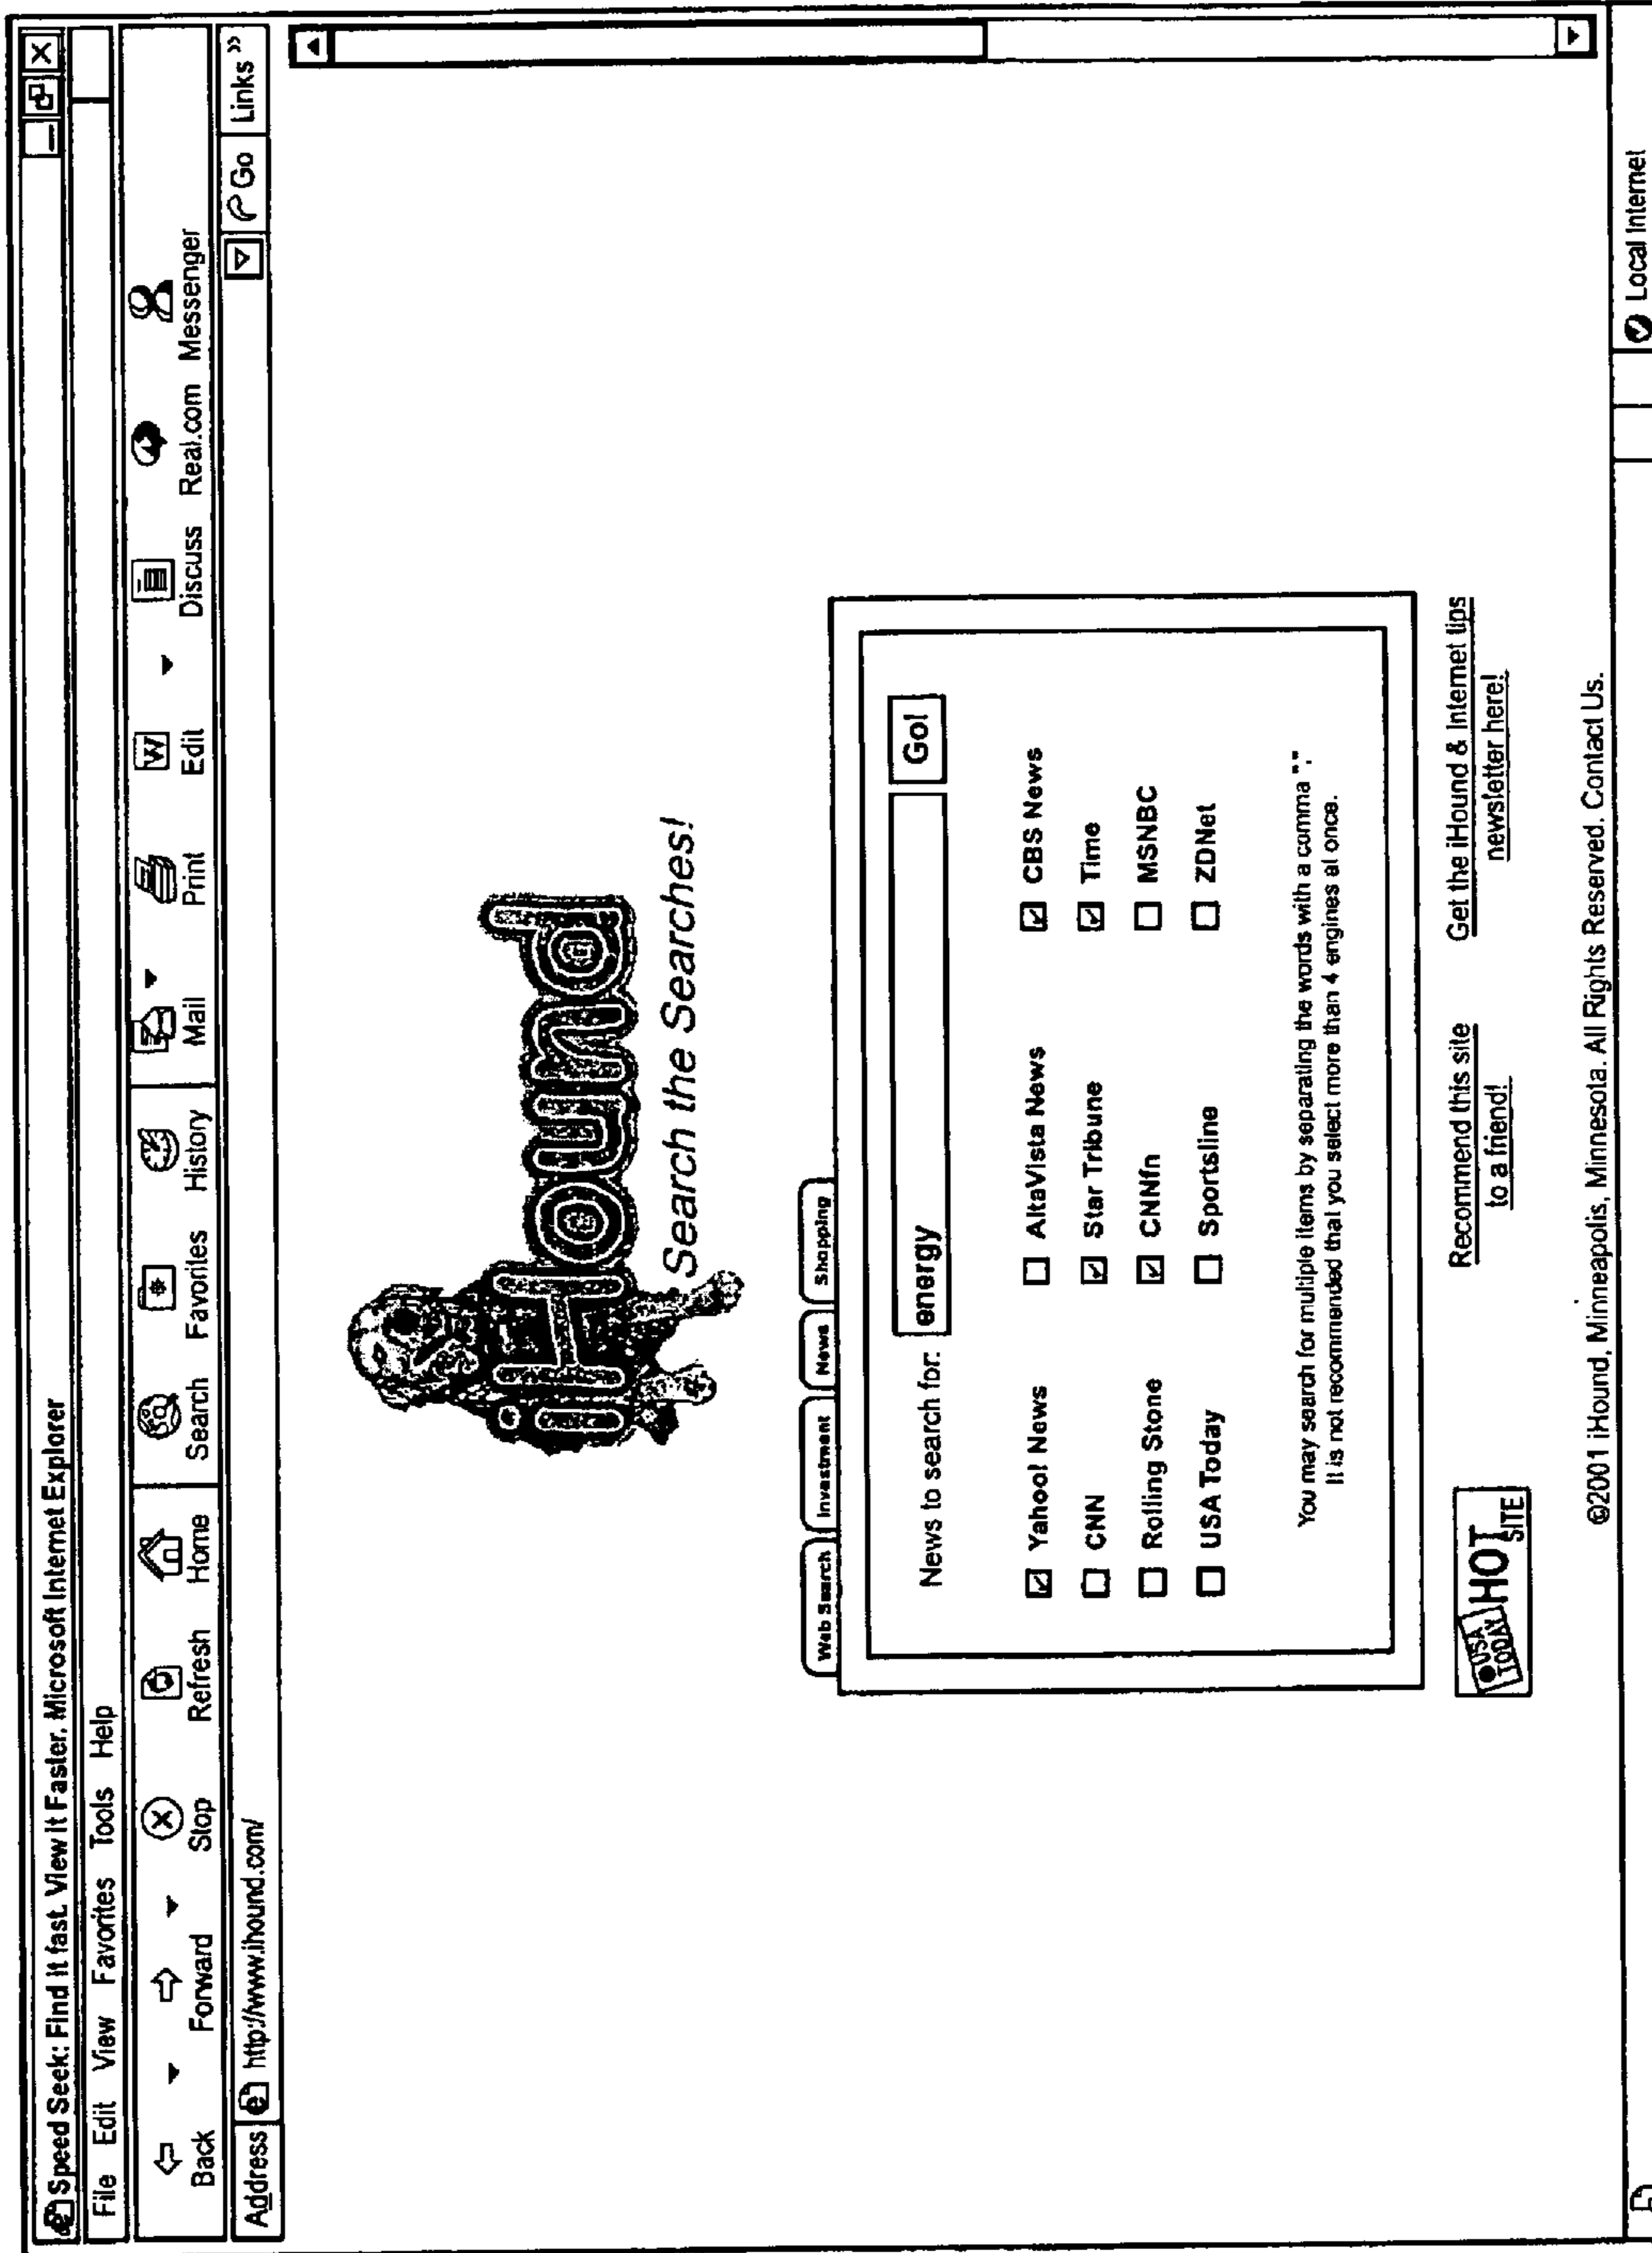 Speed Seek: Find it fast. View it Faster. Microsoft Internet Explorer
File Edit View Favorites Tools Help
Back Forward Stop Refresh Home Search Favorites History Mail Print Edit Discuss Real.com Messenger
Address http://www.ihound.com/ Go Links »
iHound
Search the Searches!
Web Search Investment News Shopping
News to search for: energy Go!
Yahoo! News AltaVista News CBS News
CNN Star Tribune Time
Rolling Stone CNNfn MSNBC
USA Today Sportsline ZDNet
You may search for multiple items by separating the words with a comma ","
It is not recommended that you select more than 4 engines at once.
USA TODAY HOT SITE
Recommend this site
to a friend!
Get the iHound & Internet tips
newsletter here!
©2001 iHound, Minneapolis, Minnesota. All Rights Reserved. Contact Us.
Local Internet